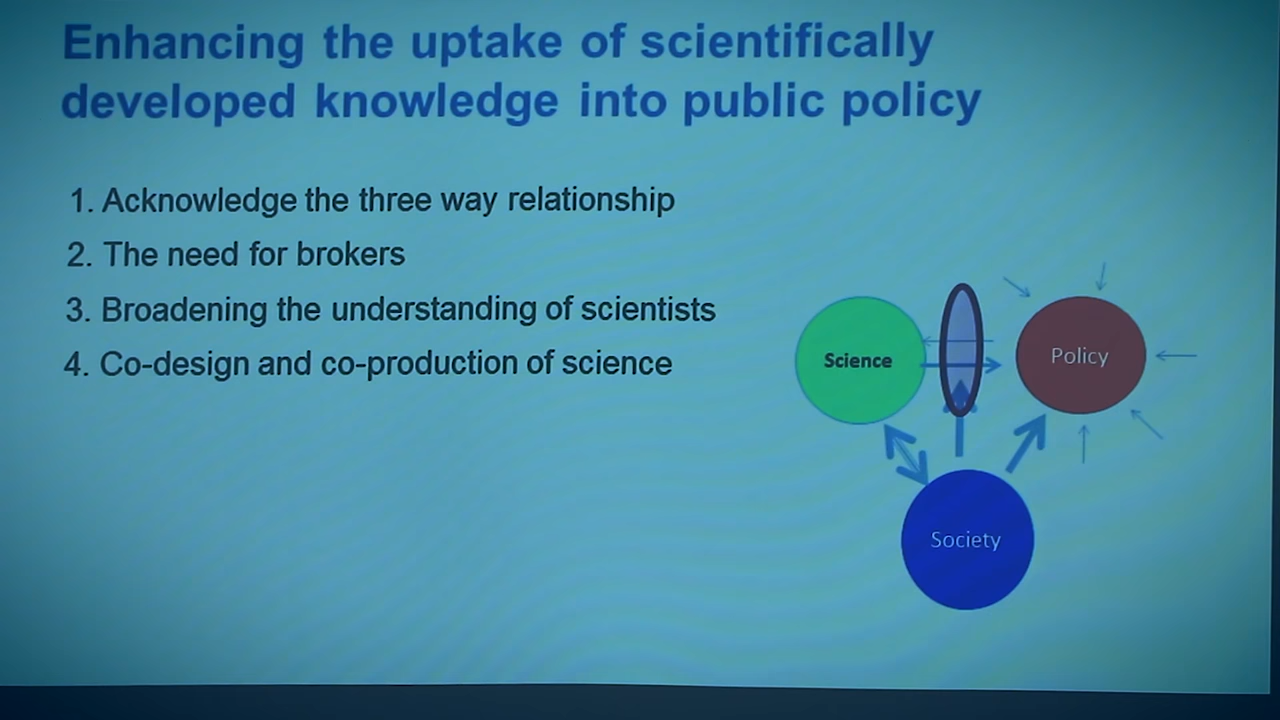 Enhancing the uptake of scientifically
developed knowledge into public policy
1. Acknowledge the three way relationship
2. The need for brokers
3. Broadening the understanding of scientists
4. Co-design and co-production of science
Science
Policy
Society